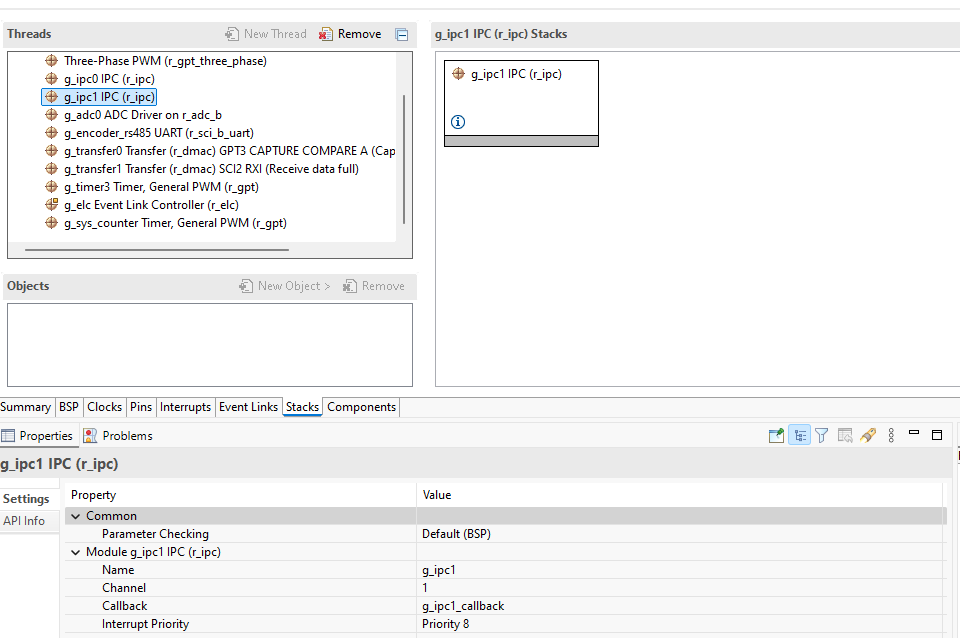 Threads
New Thread
Remove
Three-Phase PWM (r_gpt_three_phase)
g_ipc0 IPC (r_ipc)
g_ipc1 IPC (r_ipc)
g_adc0 ADC Driver on r_adc_b
g_encoder_rs485 UART (r_sci_b_uart)
g_transfer0 Transfer (r_dmac) GPT3 CAPTURE COMPARE A (Cap
g_transfer1 Transfer (r_dmac) SCI2 RXI (Receive data full)
g_timer3 Timer, General PWM (r_gpt)
g_elc Event Link Controller (r_elc)
g_sys_counter Timer, General PWM (r_gpt)
g_ipc1 IPC (r_ipc) Stacks
g_ipc1 IPC (r_ipc)
Objects
New Object >
Remove
Summary BSP Clocks Pins Interrupts Event Links Stacks Components
Properties Problems
g_ipc1 IPC (r_ipc)
Settings
API Info
Property Value
Common
Parameter Checking Default (BSP)
Module g_ipc1 IPC (r_ipc)
Name g_ipc1
Channel 1
Callback g_ipc1_callback
Interrupt Priority Priority 8